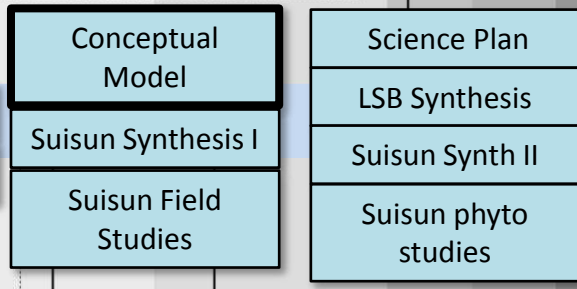 Conceptual
Model
Suisun Synthesis I
Suisun Field
Studies
Science Plan
LSB Synthesis
Suisun Synth II
Suisun phyto
studies